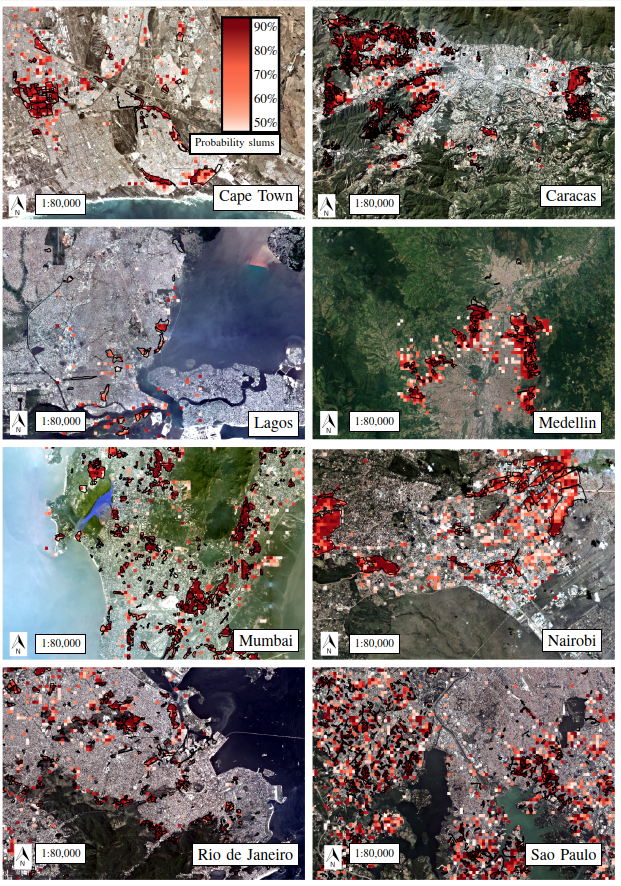 90%
80%
70%
60%
50%
Probability slums
N
1:80,000
Cape Town
N
1:80,000
Caracas
N
1:80,000
Lagos
N
1:80,000
Medellin
N
1:80,000
Mumbai
N
1:80,000
Nairobi
N
1:80,000
Rio de Janeiro
N
1:80,000
Sao Paulo